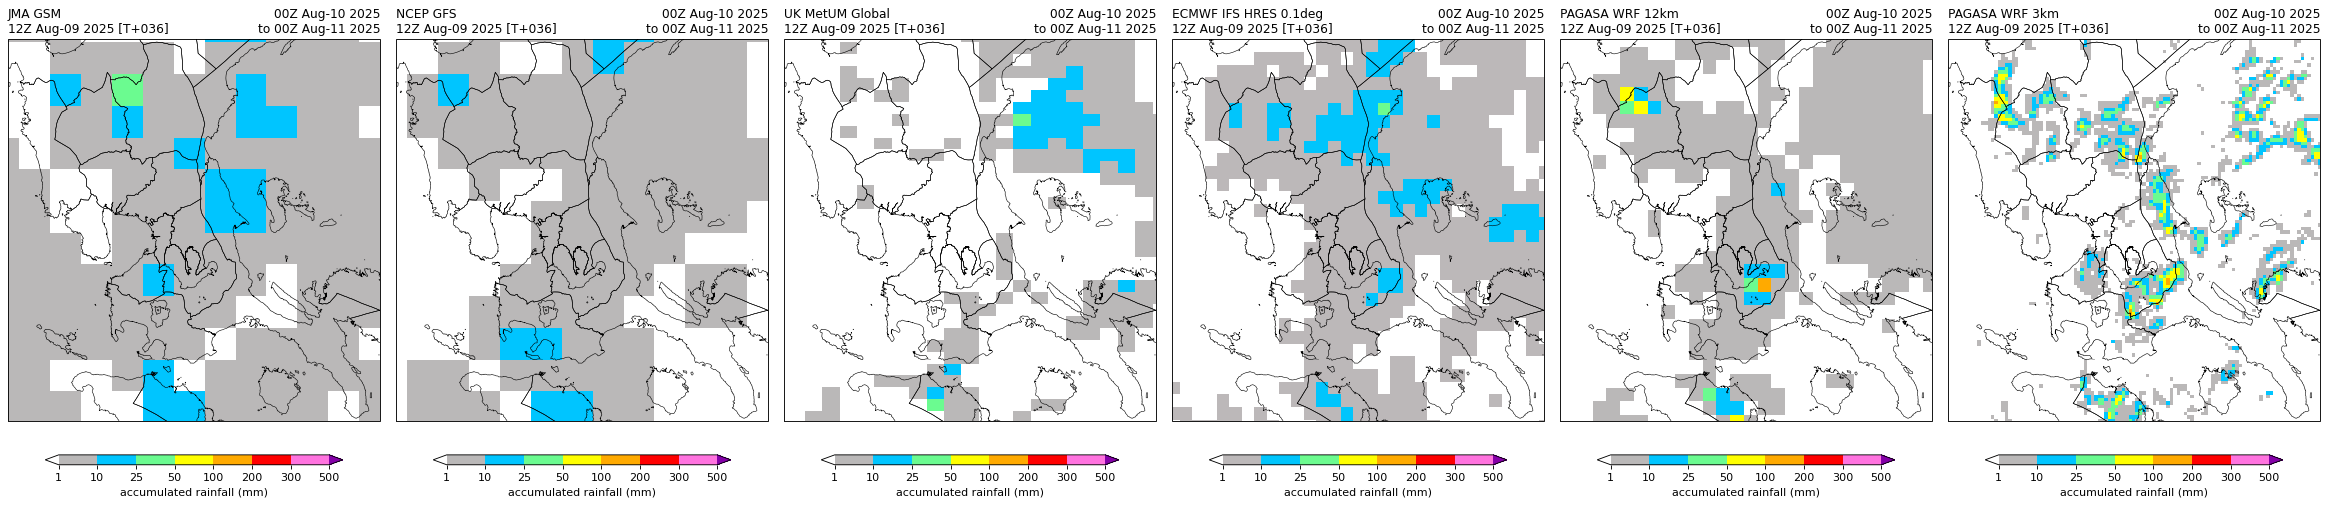 JMA GSM 00Z Aug-10 2025
12Z Aug-09 2025 [T+036] to 00Z Aug-11 2025
1 10 25 50 100 200 300 500
accumulated rainfall (mm)
NCEP GFS 00Z Aug-10 2025
12Z Aug-09 2025 [T+036] to 00Z Aug-11 2025
1 10 25 50 100 200 300 500
accumulated rainfall (mm)
UK MetUM Global 00Z Aug-10 2025
12Z Aug-09 2025 [T+036] to 00Z Aug-11 2025
1 10 25 50 100 200 300 500
accumulated rainfall (mm)
ECMWF IFS HRES 0.1deg 00Z Aug-10 2025
12Z Aug-09 2025 [T+036] to 00Z Aug-11 2025
1 10 25 50 100 200 300 500
accumulated rainfall (mm)
PAGASA WRF 12km 00Z Aug-10 2025
12Z Aug-09 2025 [T+036] to 00Z Aug-11 2025
1 10 25 50 100 200 300 500
accumulated rainfall (mm)
PAGASA WRF 3km 00Z Aug-10 2025
12Z Aug-09 2025 [T+036] to 00Z Aug-11 2025
1 10 25 50 100 200 300 500
accumulated rainfall (mm)